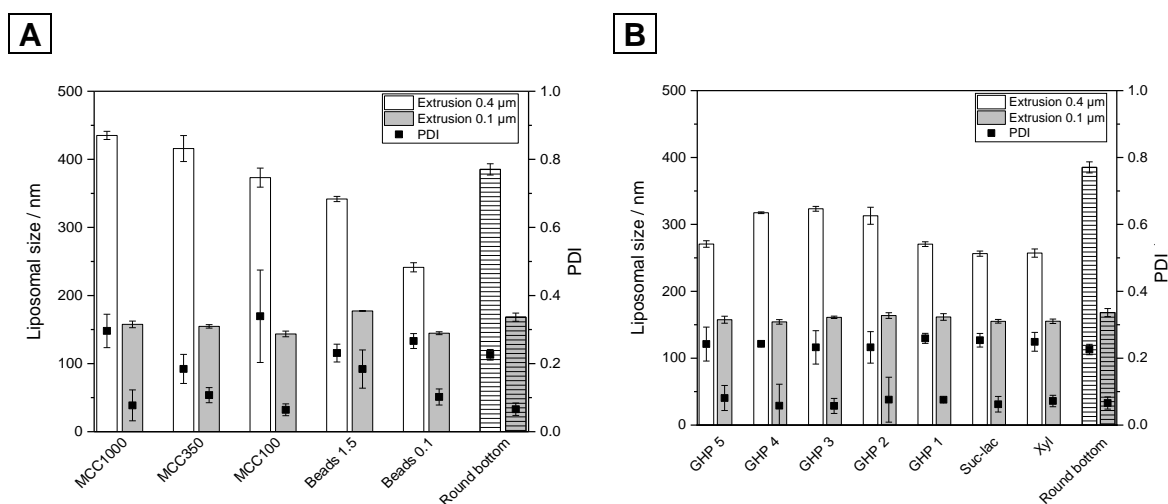 A
Liposomal size / nm
500
400
300
200
100
0
Extrusion 0.4 µm
Extrusion 0.1 µm
PDI
1.0
0.8
0.6
0.4
0.2
0.0
PDI
MCC1000
MCC350
MCC100
Beads 1.5
Beads 0.1
Round bottom
B
Liposomal size / nm
500
400
300
200
100
0
Extrusion 0.4 µm
Extrusion 0.1 µm
PDI
1.0
0.8
0.6
0.4
0.2
0.0
PDI
GHP 5
GHP 4
GHP 3
GHP 2
GHP 1
Suc-lac
Xyl
Round bottom